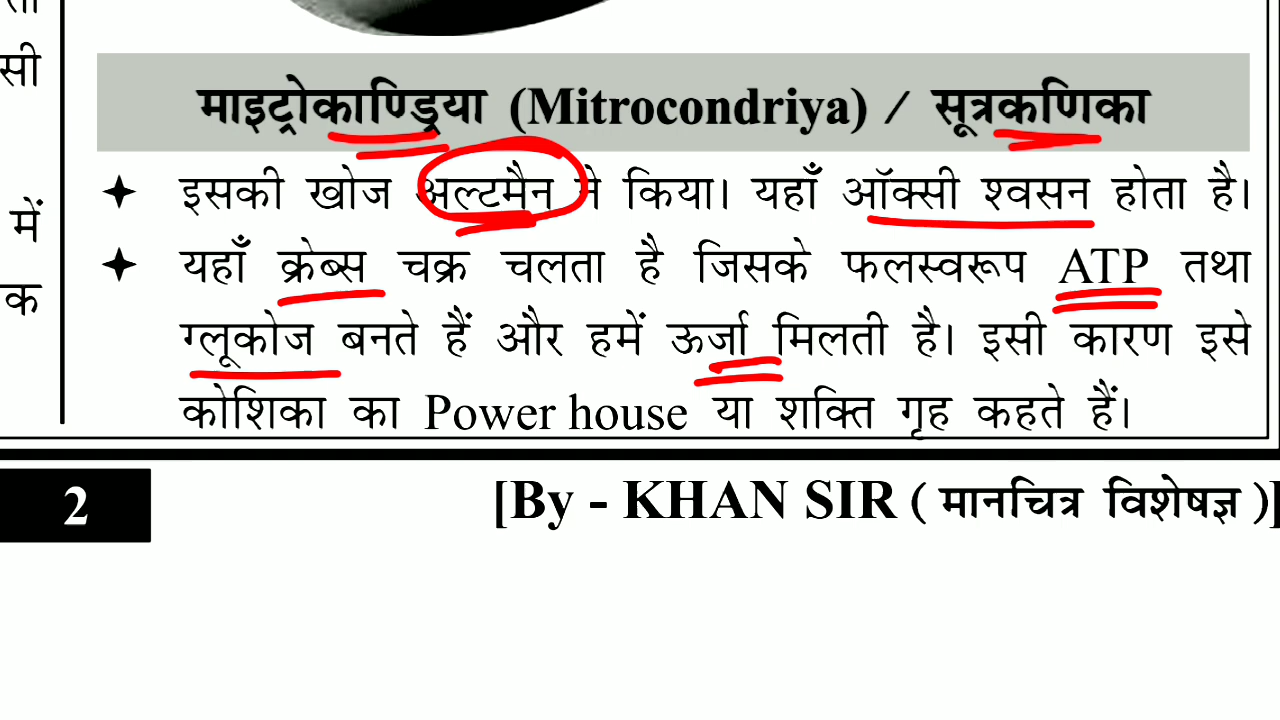 सी
में
क
माइट्रोकाण्ड्रिया (Mitrocondriya) / सूत्रकणिका
✦ इसकी खोज अल्टमैन ने किया। यहाँ ऑक्सी श्वसन होता है।
✦ यहाँ क्रेब्स चक्र चलता है जिसके फलस्वरूप ATP तथा
ग्लूकोज बनते हैं और हमें ऊर्जा मिलती है। इसी कारण इसे
कोशिका का Power house या शक्ति गृह कहते हैं।
2
[By - KHAN SIR ( मानचित्र विशेषज्ञ )]